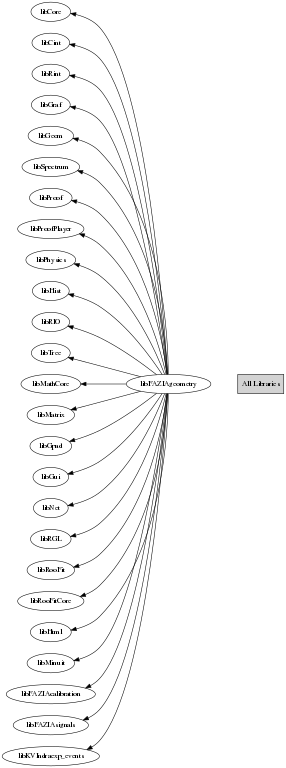 libCore
libCint
libRint
libGraf
libGeom
libSpectrum
libProof
libProofPlayer
libPhysics
libHist
libRIO
libTree
libMathCore
libFAZIAgeometry
All Libraries
libMatrix
libGpad
libGui
libNet
libRGL
libRooFit
libRooFitCore
libHtml
libMinuit
libFAZIAcalibration
libFAZIAsignals
libKVIndraexp_events